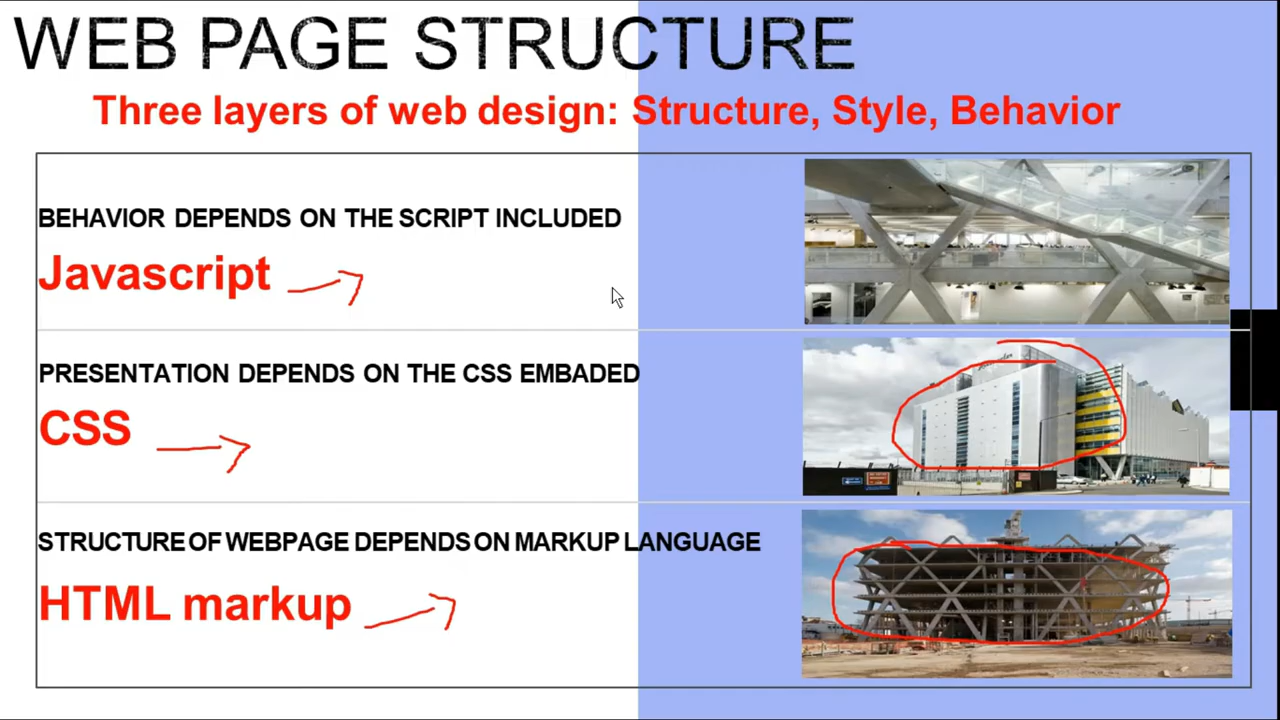 WEB PAGE STRUCTURE
Three layers of web design: Structure, Style, Behavior
BEHAVIOR DEPENDS ON THE SCRIPT INCLUDED
Javascript
PRESENTATION DEPENDS ON THE CSS EMBADED
CSS
STRUCTURE OF WEBPAGE DEPENDS ON MARKUP LANGUAGE
HTML markup